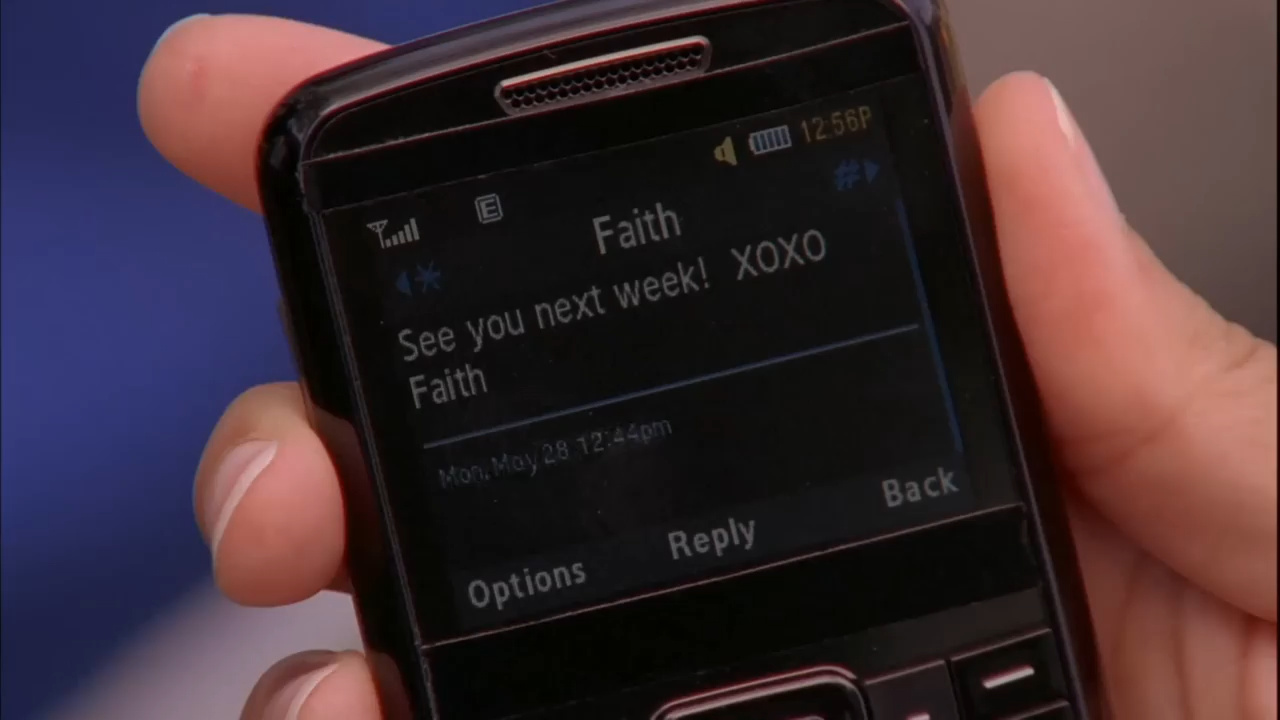 12:56P
E
#
Faith
*
See you next week! XOXO
Faith
Mon, May 28 12:44pm
Options Reply Back